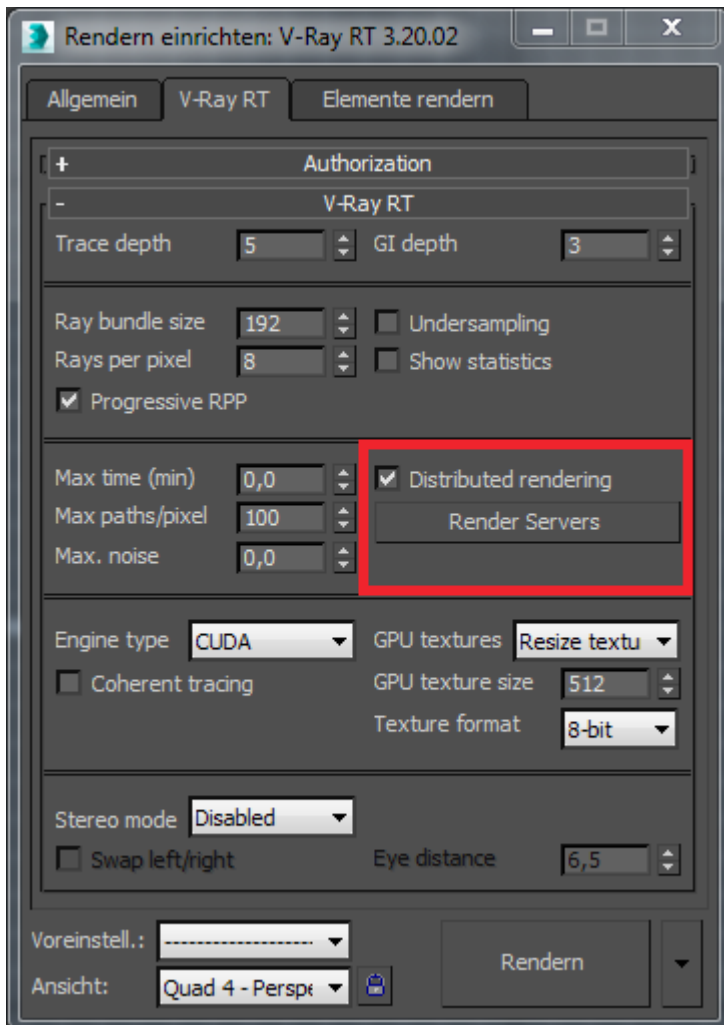 Rendern einrichten: V-Ray RT 3.20.02
Allgemein V-Ray RT Elemente rendern
+ Authorization
- V-Ray RT
Trace depth 5 GI depth 3
Ray bundle size 192 Undersampling
Rays per pixel 8 Show statistics
Progressive RPP
Max time (min) 0,0 Distributed rendering
Max paths/pixel 100 Render Servers
Max. noise 0,0
Engine type CUDA GPU textures Resize textu
Coherent tracing GPU texture size 512
Texture format 8-bit
Stereo mode Disabled
Swap left/right Eye distance 6,5
Voreinstell.: --------------------
Rendern
Ansicht: Quad 4 - Perspe